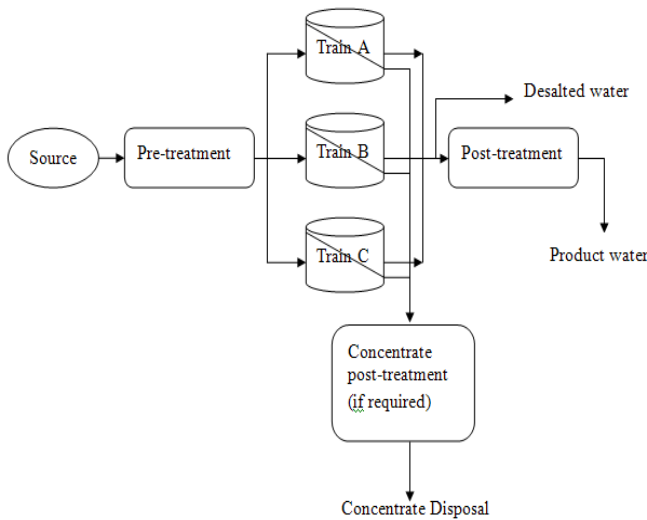 Train A
Desalted water
Source
Pre-treatment
Train B
Post-treatment
Train C
Product water
Concentrate
post-treatment
(if required)
Concentrate Disposal